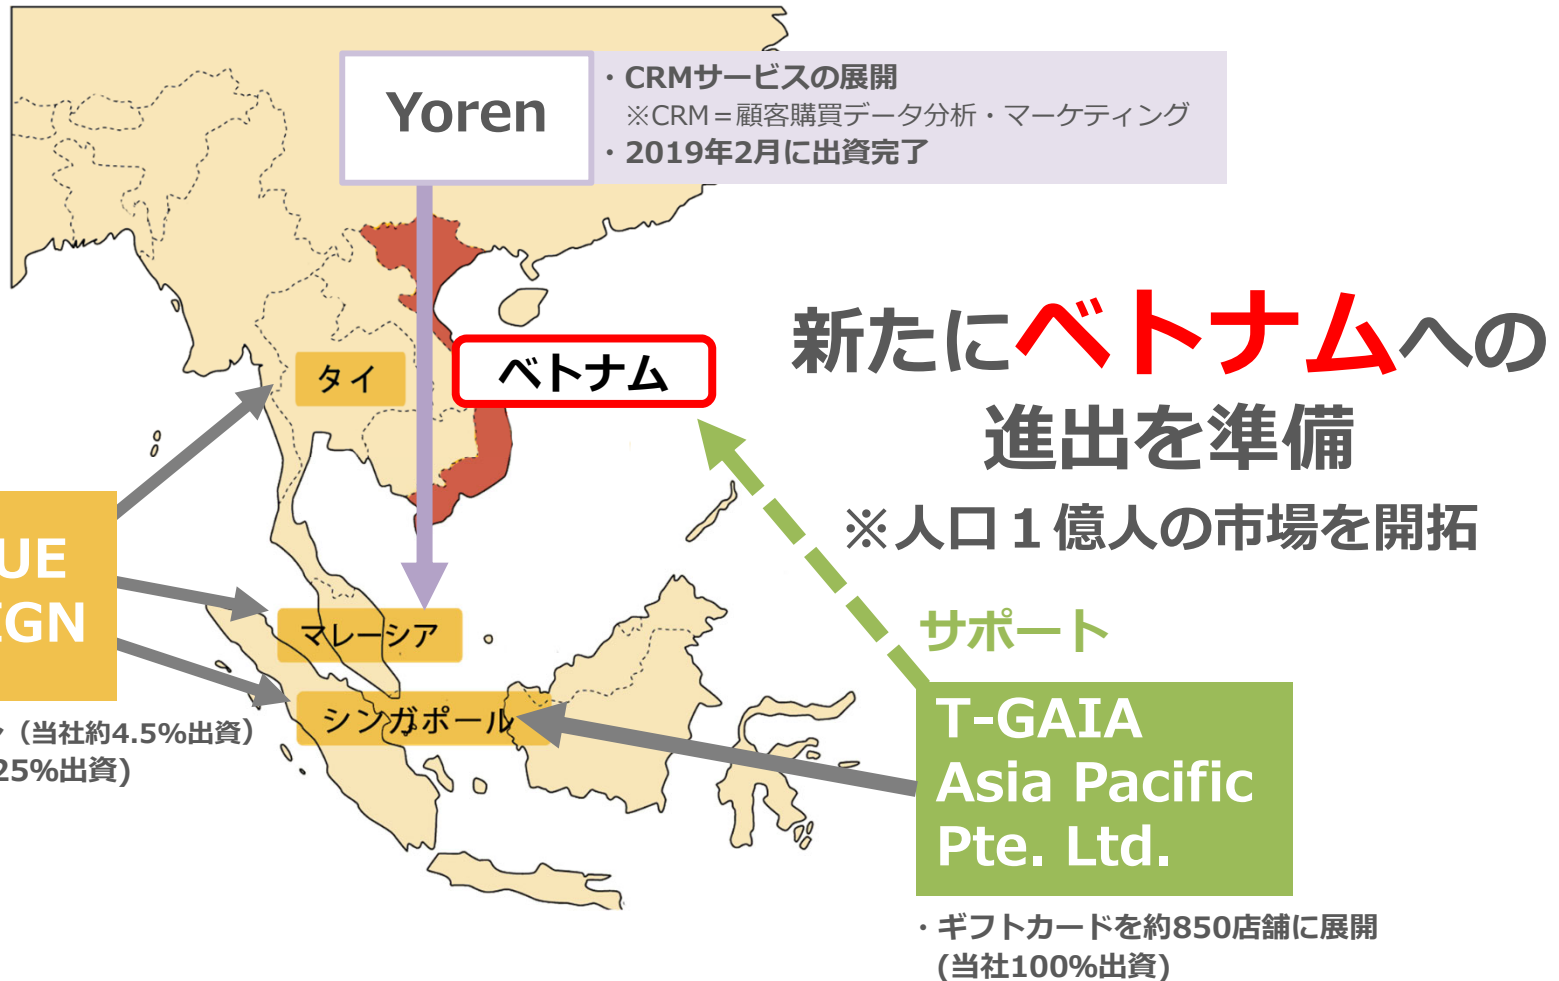 Yoren
・CRMサービスの展開
※CRM＝顧客購買データ分析・マーケティング
・2019年2月に出資完了
新たにベトナムへの
進出を準備
※人口１億人の市場を開拓
タイ
ベトナム
マレーシア
シンガポール
UE
IGN
（当社約4.5%出資）
25%出資)
サポート
T-GAIA
Asia Pacific
Pte. Ltd.
・ギフトカードを約850店舗に展開
(当社100%出資)